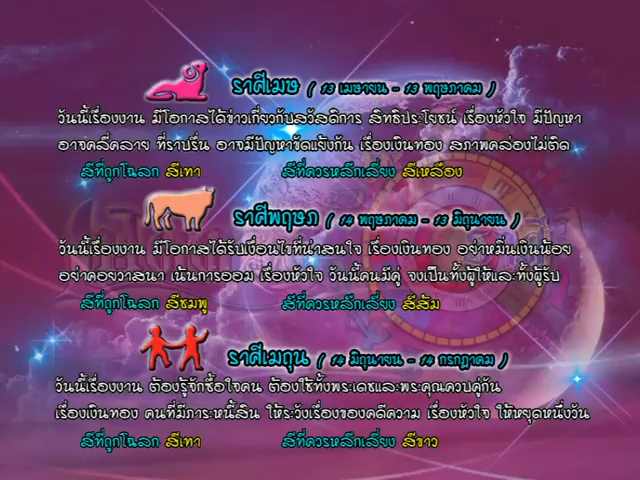 ราศีเมษ ( 13 เมษายน - 13 พฤษภาคม )
วันนี้เรื่องงาน มีโอกาสได้ข่าวเกี่ยวกับสวัสดิการ สิทธิประโยชน์ เรื่องหัวใจ มีปัญหา
อาจคลี่คลาย ที่ราบรื่น อาจมีปัญหาขัดแย้งกัน เรื่องเงินทอง สภาพคล่องไม่ติด
สีที่ถูกโฉลก สีเทา สีที่ควรหลีกเลี่ยง สีเหลือง
ราศีพฤษภ ( 14 พฤษภาคม - 13 มิถุนายน )
วันนี้เรื่องงาน มีโอกาสได้รับเงื่อนไขที่น่าสนใจ เรื่องเงินทอง อย่าหมิ่นเงินน้อย
อย่าคอยวาสนา เน้นการออม เรื่องหัวใจ วันนี้คนมีคู่ จงเป็นทั้งผู้ให้และทั้งผู้รับ
สีที่ถูกโฉลก สีชมพู สีที่ควรหลีกเลี่ยง สีส้ม
ราศีเมถุน ( 14 มิถุนายน - 14 กรกฎาคม )
วันนี้เรื่องงาน ต้องรู้จักซื้อใจคน ต้องใช้ทั้งพระเดชและพระคุณควบคู่กัน
เรื่องเงินทอง คนที่มีภาระหนี้สิน ให้ระวังเรื่องของคดีความ เรื่องหัวใจ ให้หยุดหนึ่งวัน
สีที่ถูกโฉลก สีเทา สีที่ควรหลีกเลี่ยง สีขาว